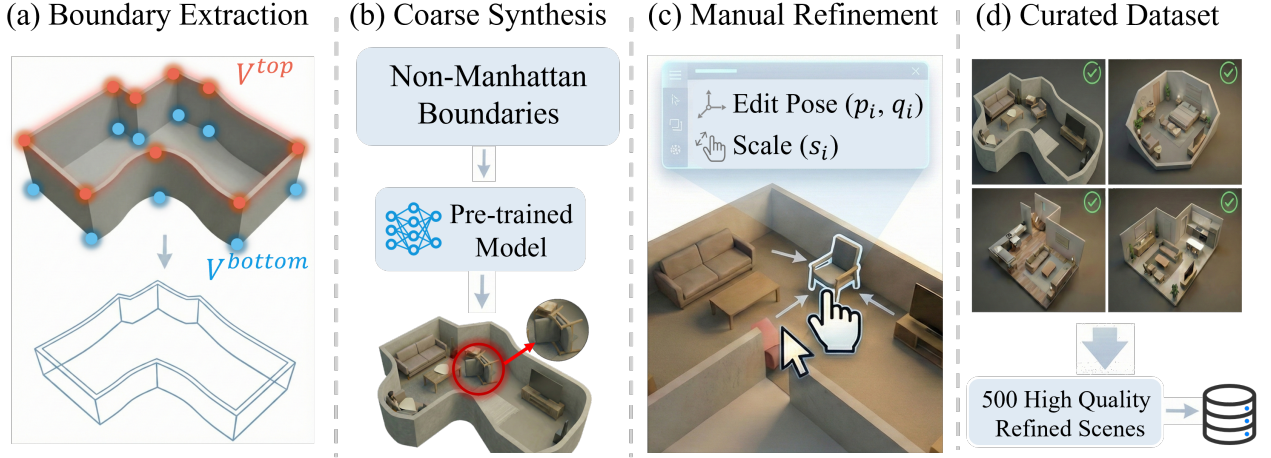 (a) Boundary Extraction
V^{top}
V^{bottom}
(b) Coarse Synthesis
Non-Manhattan
Boundaries
Pre-trained
Model
(c) Manual Refinement
Edit Pose (p_i, q_i)
Scale (s_i)
(d) Curated Dataset
500 High Quality
Refined Scenes